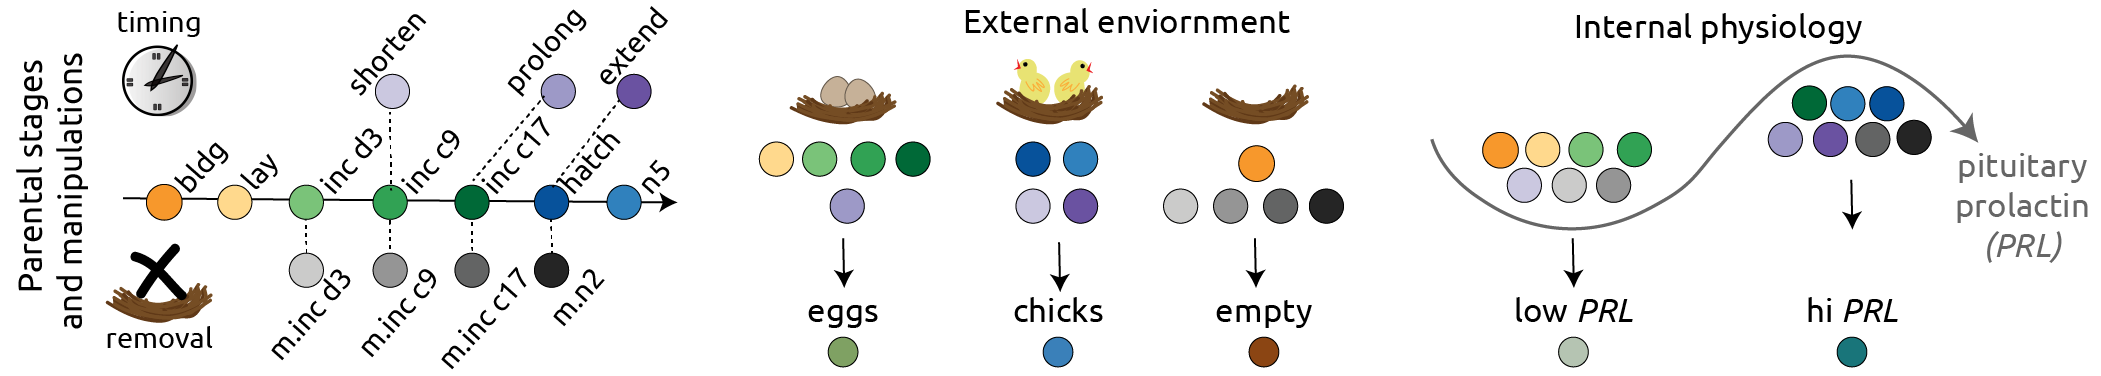 Parental stages
and manipulations
timing
shorten
prolong
extend
bldg
lay
inc d3
inc c9
inc c17
hatch
n5
m.inc d3
m.inc c9
m.inc c17
m.n2
removal
External enviornment
eggs
chicks
empty
Internal physiology
pituitary
prolactin
(PRL)
low PRL
hi PRL